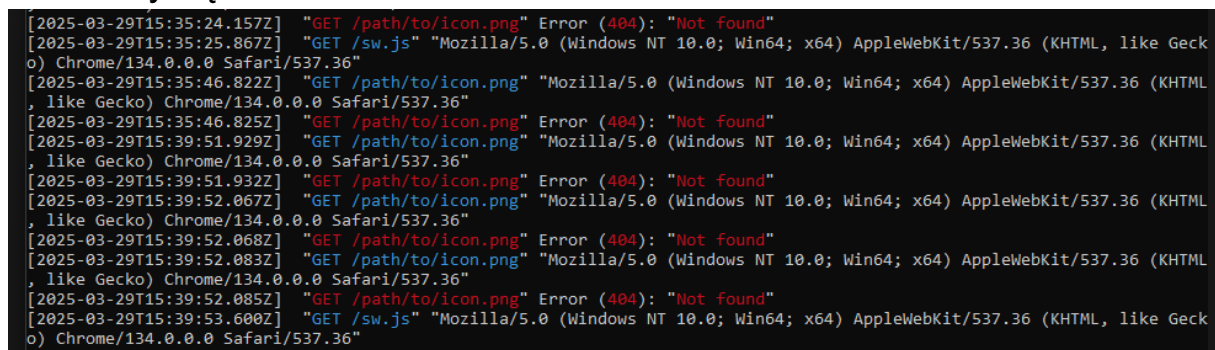 [2025-03-29T15:35:24.157Z]  "GET /path/to/icon.png" Error (404): "Not found"
[2025-03-29T15:35:25.867Z]  "GET /sw.js" "Mozilla/5.0 (Windows NT 10.0; Win64; x64) AppleWebKit/537.36 (KHTML, like Geck
o) Chrome/134.0.0.0 Safari/537.36"
[2025-03-29T15:35:46.822Z]  "GET /path/to/icon.png" "Mozilla/5.0 (Windows NT 10.0; Win64; x64) AppleWebKit/537.36 (KHTML
, like Gecko) Chrome/134.0.0.0 Safari/537.36"
[2025-03-29T15:35:46.825Z]  "GET /path/to/icon.png" Error (404): "Not found"
[2025-03-29T15:39:51.929Z]  "GET /path/to/icon.png" "Mozilla/5.0 (Windows NT 10.0; Win64; x64) AppleWebKit/537.36 (KHTML
, like Gecko) Chrome/134.0.0.0 Safari/537.36"
[2025-03-29T15:39:51.932Z]  "GET /path/to/icon.png" Error (404): "Not found"
[2025-03-29T15:39:52.067Z]  "GET /path/to/icon.png" "Mozilla/5.0 (Windows NT 10.0; Win64; x64) AppleWebKit/537.36 (KHTML
, like Gecko) Chrome/134.0.0.0 Safari/537.36"
[2025-03-29T15:39:52.068Z]  "GET /path/to/icon.png" Error (404): "Not found"
[2025-03-29T15:39:52.083Z]  "GET /path/to/icon.png" "Mozilla/5.0 (Windows NT 10.0; Win64; x64) AppleWebKit/537.36 (KHTML
, like Gecko) Chrome/134.0.0.0 Safari/537.36"
[2025-03-29T15:39:52.085Z]  "GET /path/to/icon.png" Error (404): "Not found"
[2025-03-29T15:39:53.600Z]  "GET /sw.js" "Mozilla/5.0 (Windows NT 10.0; Win64; x64) AppleWebKit/537.36 (KHTML, like Geck
o) Chrome/134.0.0.0 Safari/537.36"